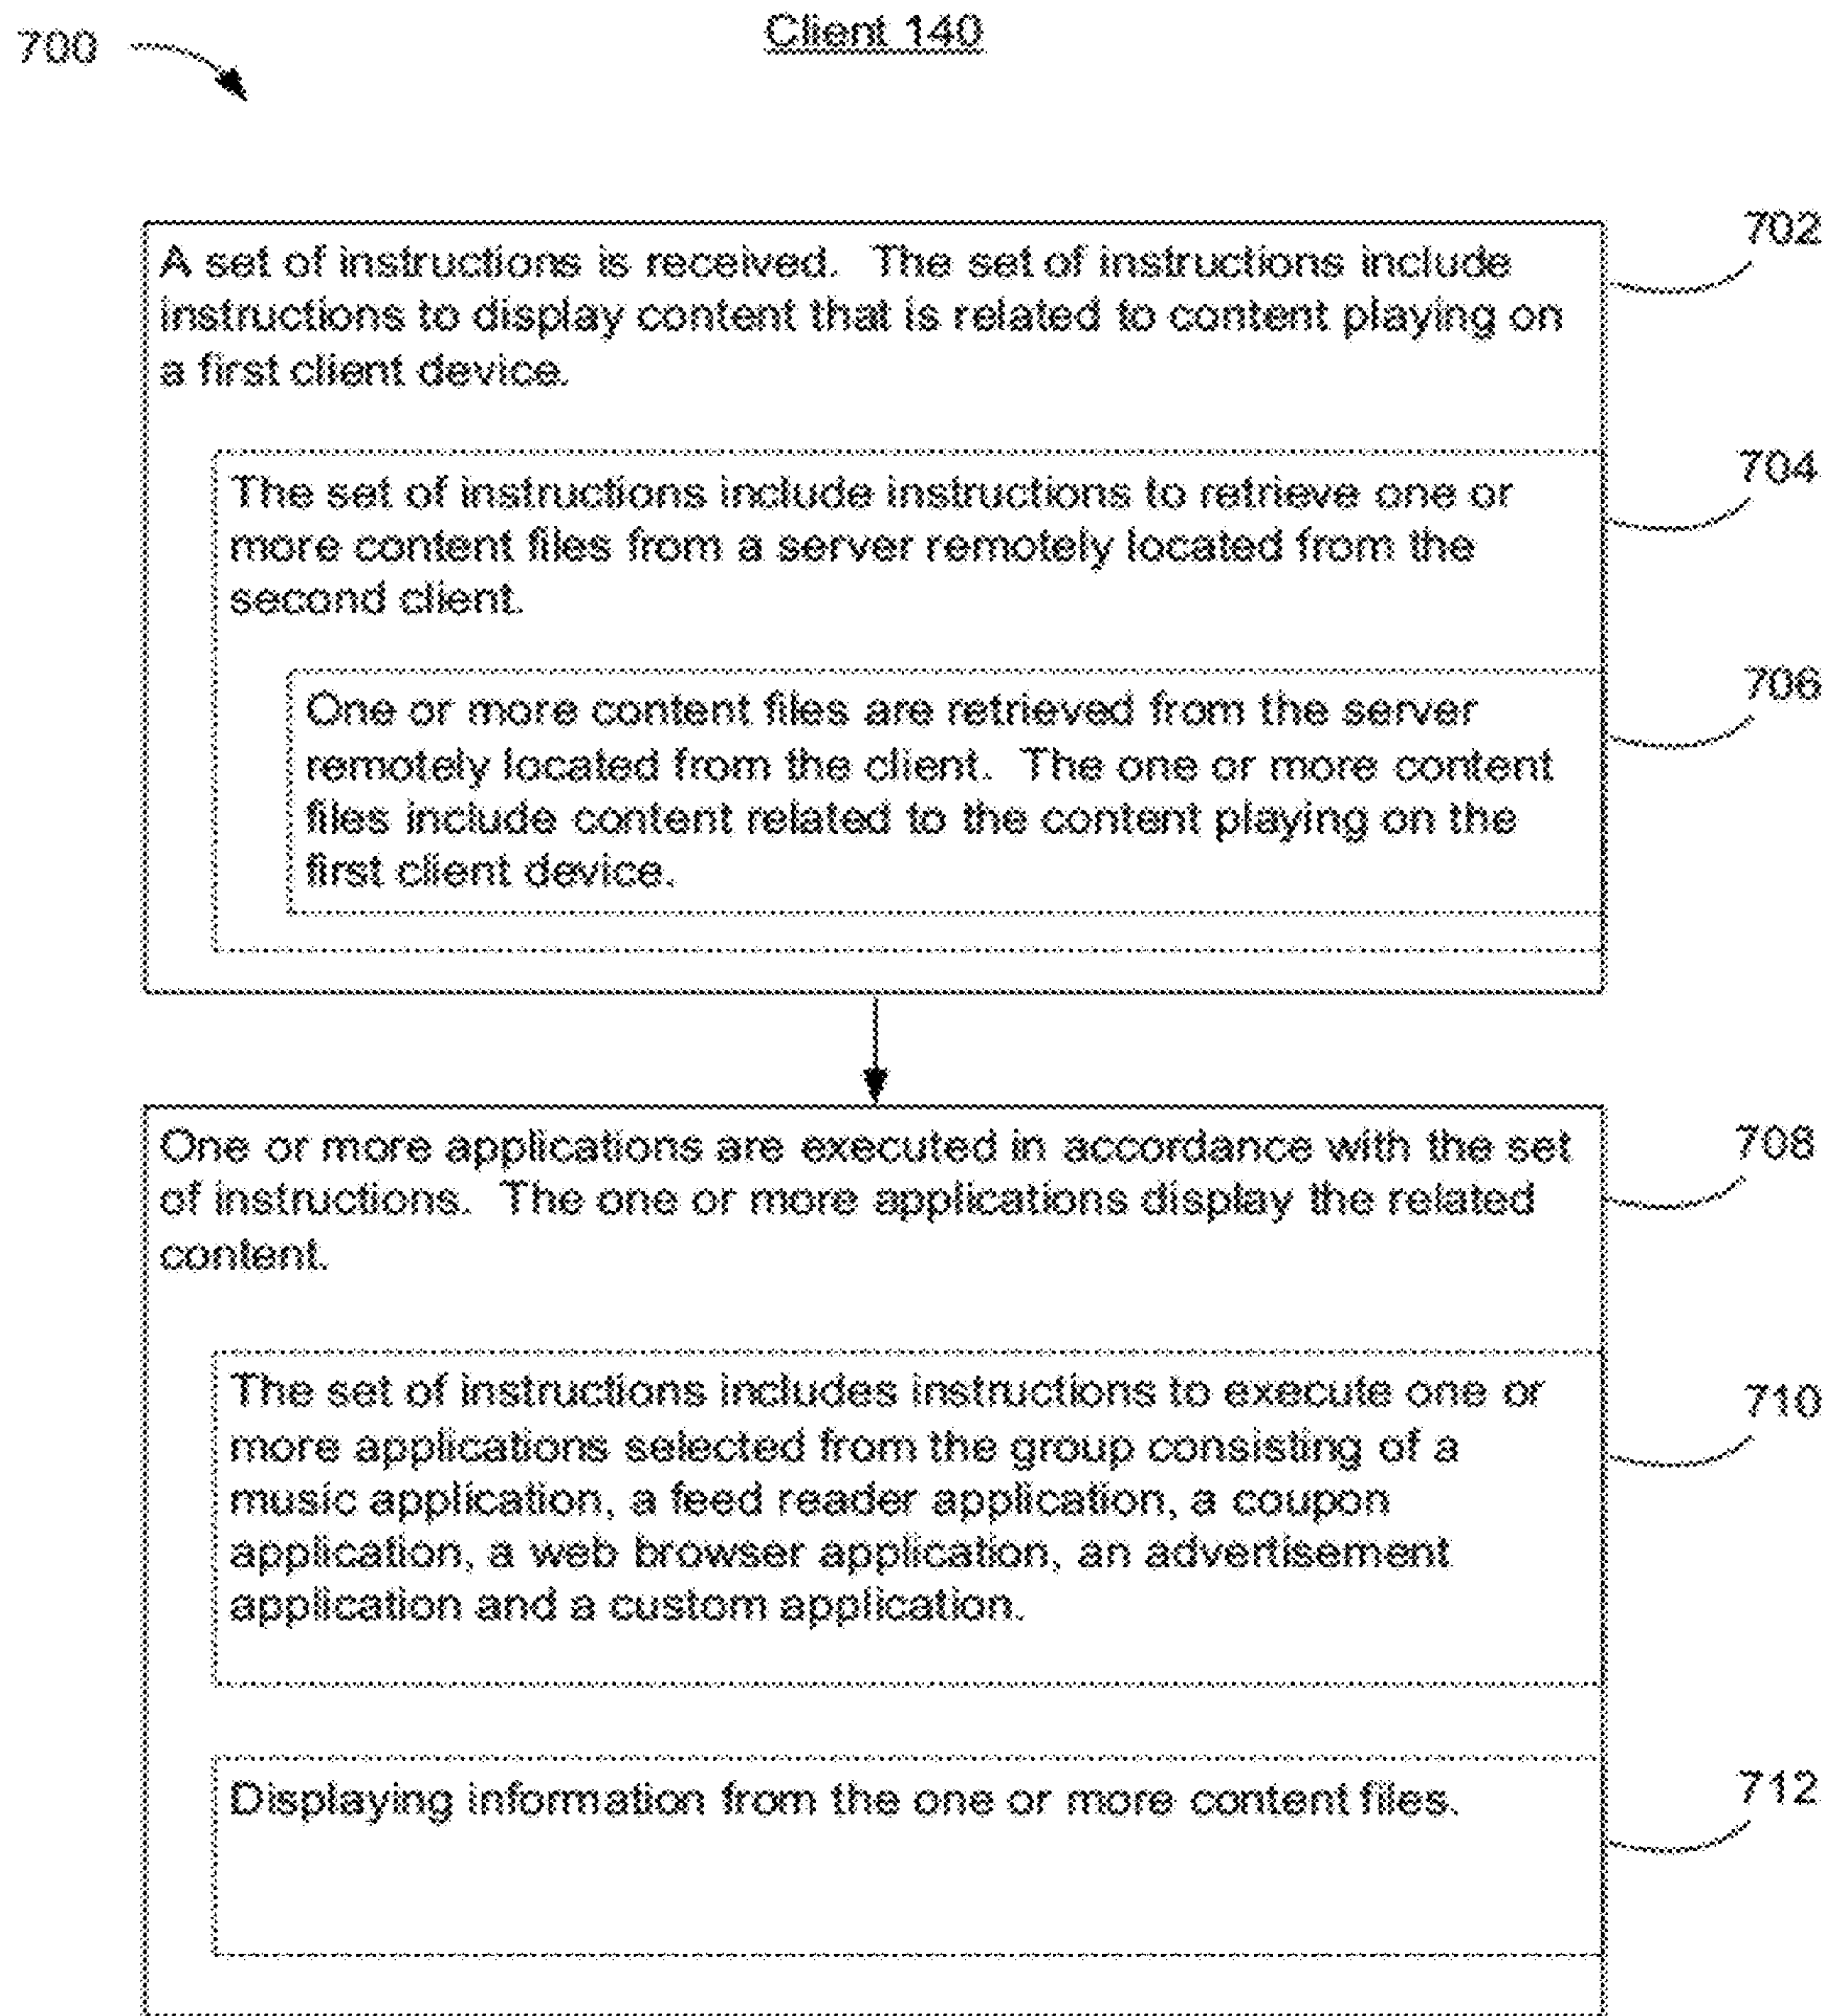 Client 140
700
702
A set of instructions is received. The set of instructions include
instructions to display content that is related to content playing on
a first client device.
704
The set of instructions include instructions to retrieve one or
more content files from a server remotely located from the
second client.
706
One or more content files are retrieved from the server
remotely located from the client. The one or more content
files include content related to the content playing on the
first client device.
708
One or more applications are executed in accordance with the set
of instructions. The one or more applications display the related
content.
710
The set of instructions includes instructions to execute one or
more applications selected from the group consisting of a
music application, a feed reader application, a coupon
application, a web browser application, an advertisement
application and a custom application.
712
Displaying information from the one or more content files.